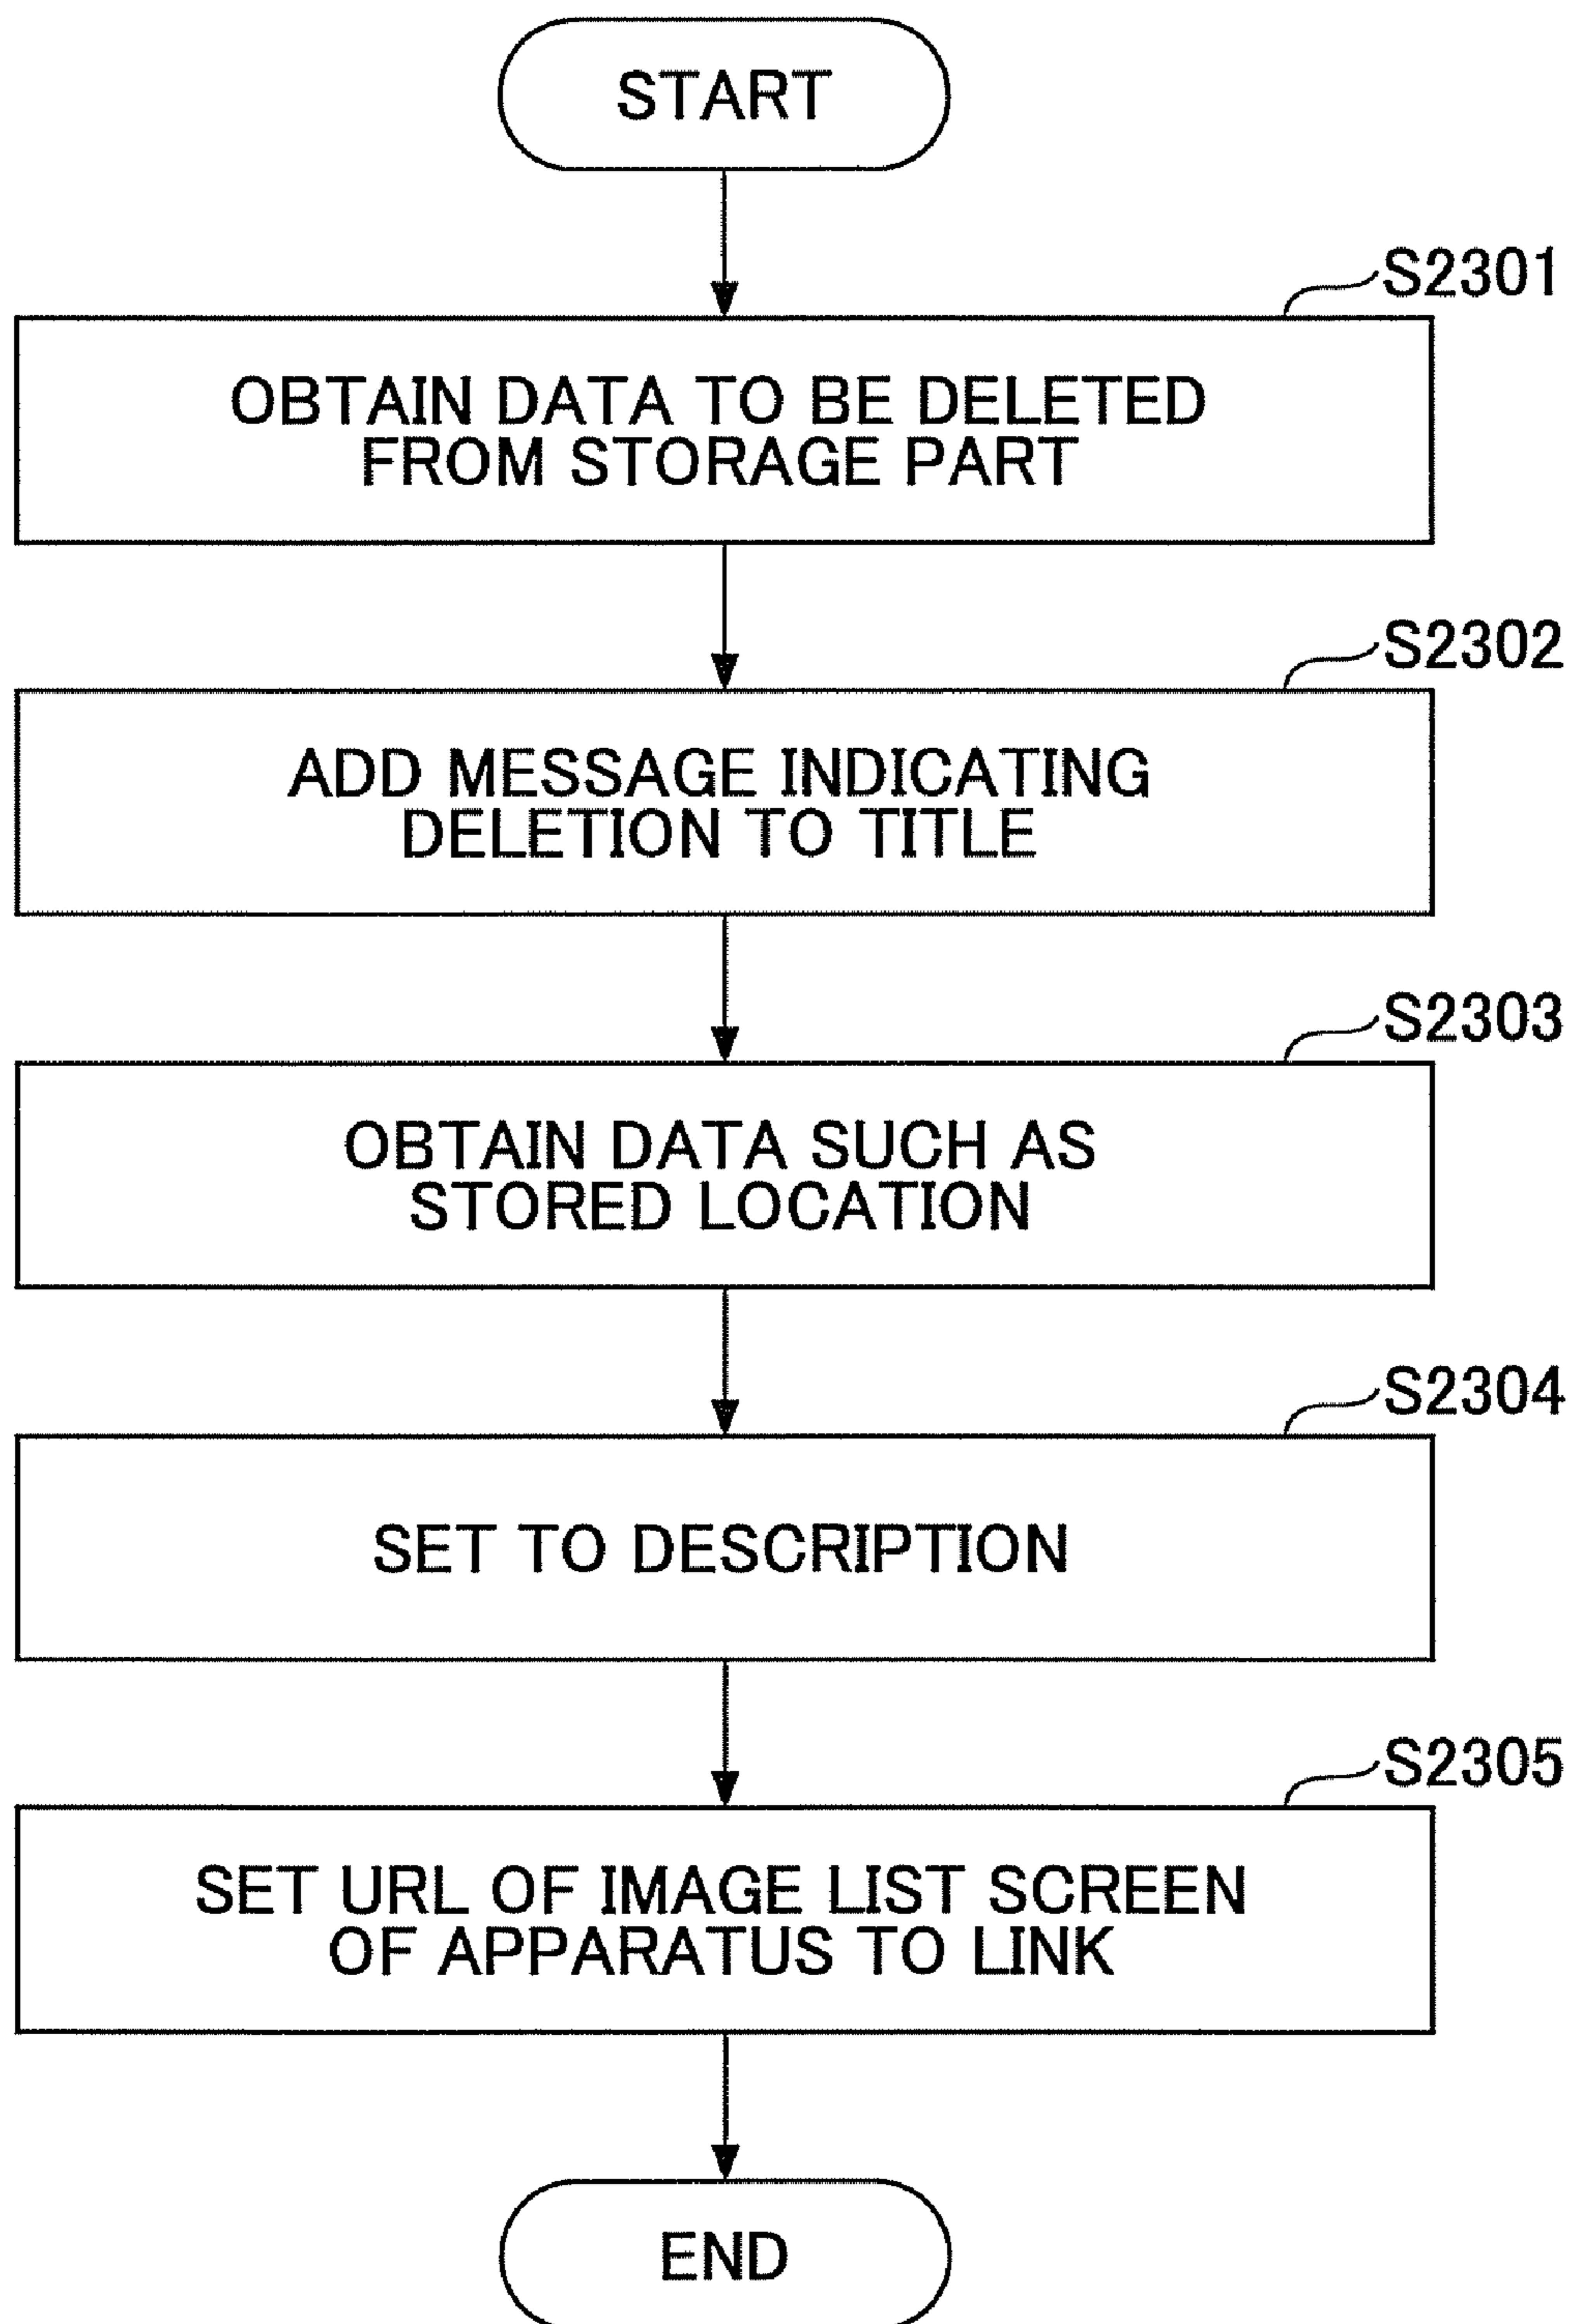 START
S2301
OBTAIN DATA TO BE DELETED
FROM STORAGE PART
S2302
ADD MESSAGE INDICATING
DELETION TO TITLE
S2303
OBTAIN DATA SUCH AS
STORED LOCATION
S2304
SET TO DESCRIPTION
S2305
SET URL OF IMAGE LIST SCREEN
OF APPARATUS TO LINK
END